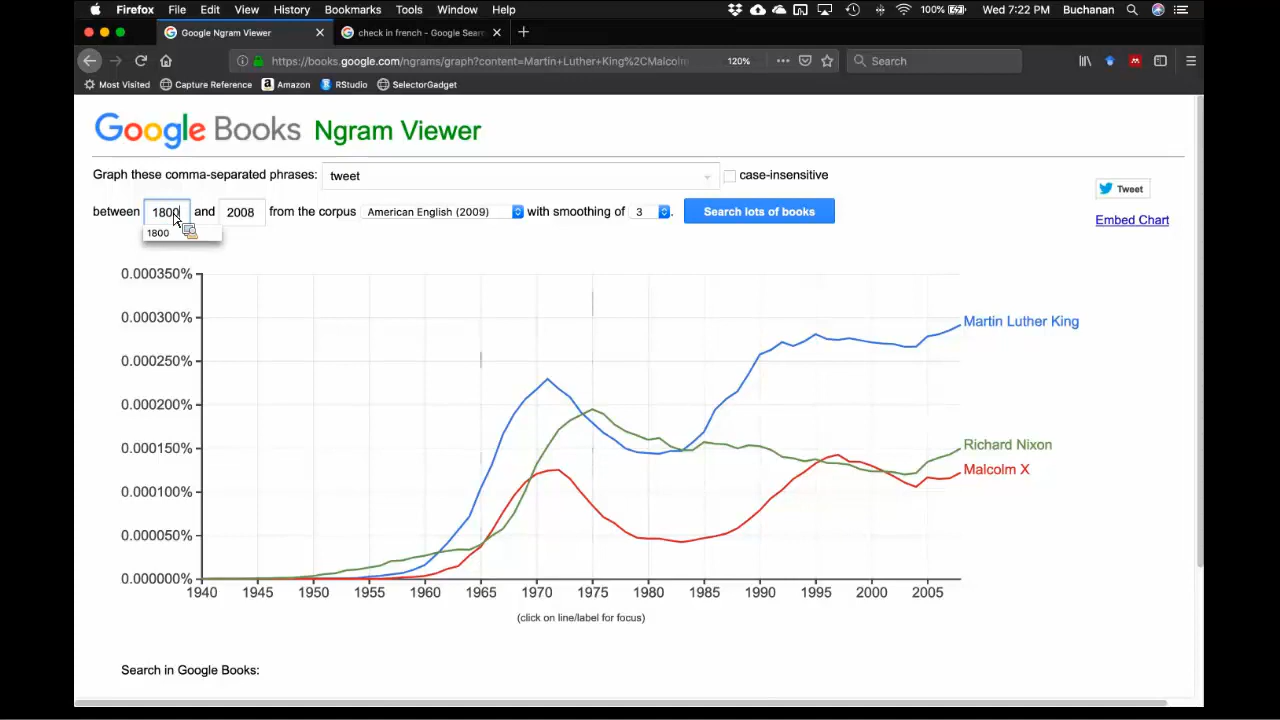 Firefox File Edit View History Bookmarks Tools Window Help 100% Wed 7:22 PM Buchanan
Google Ngram Viewer × check in french - Google Sear × +
https://books.google.com/ngrams/graph?content=Martin+Luther+King%2CMalcolm 120% Search
Most Visited Capture Reference Amazon RStudio SelectorGadget
Google Books Ngram Viewer
Graph these comma-separated phrases: tweet case-insensitive
Tweet
between 1800 and 2008 from the corpus American English (2009) with smoothing of 3 . Search lots of books
Embed Chart
1800
0.000350%
0.000300%
0.000250%
0.000200%
0.000150%
0.000100%
0.000050%
0.000000%
Martin Luther King
Richard Nixon
Malcolm X
1940 1945 1950 1955 1960 1965 1970 1975 1980 1985 1990 1995 2000 2005
(click on line/label for focus)
Search in Google Books: